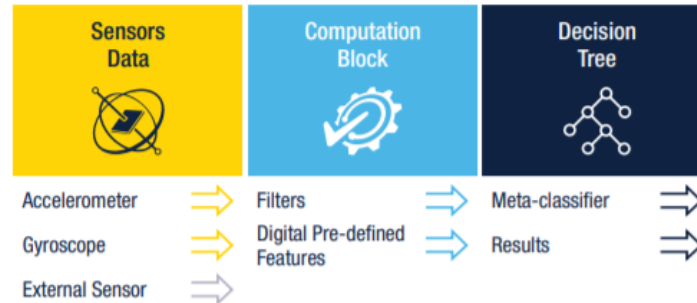 Sensors
Data
Computation
Block
Decision
Tree
Accelerometer
Filters
Meta-classifier
Gyroscope
Digital Pre-defined
Features
Results
External Sensor